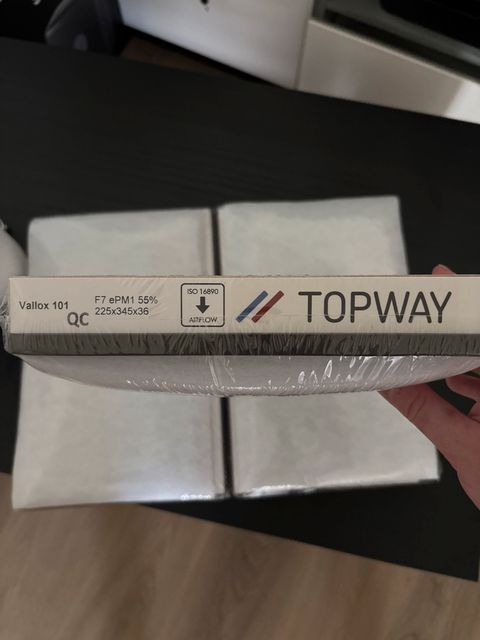 Vallox 101
QC
F7 ePM1 55%
225x345x36
ISO 16890
AIRFLOW
TOPWAY